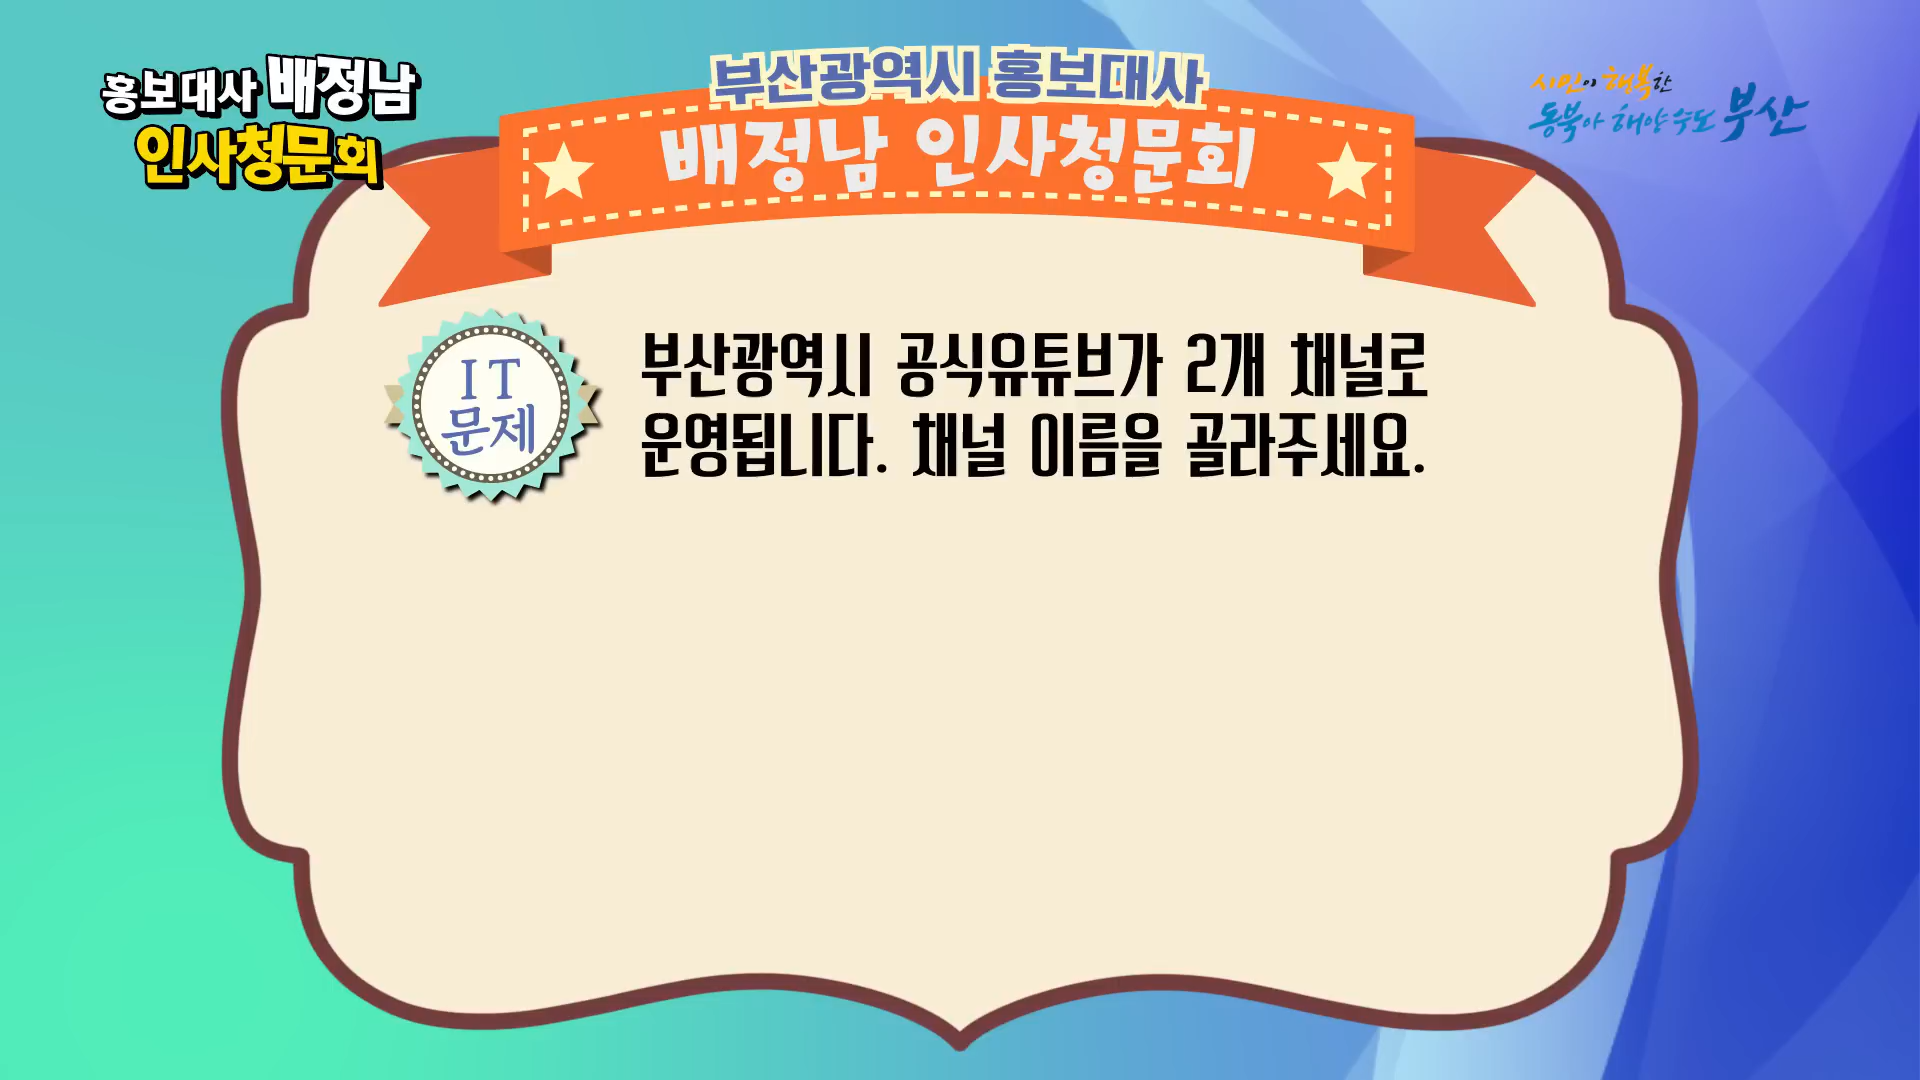 홍보대사 배정남
인사청문회
부산광역시 홍보대사
배정남 인사청문회
시민이 행복한
동북아 해양수도 부산
IT
문제
부산광역시 공식유튜브가 2개 채널로
운영됩니다. 채널 이름을 골라주세요.